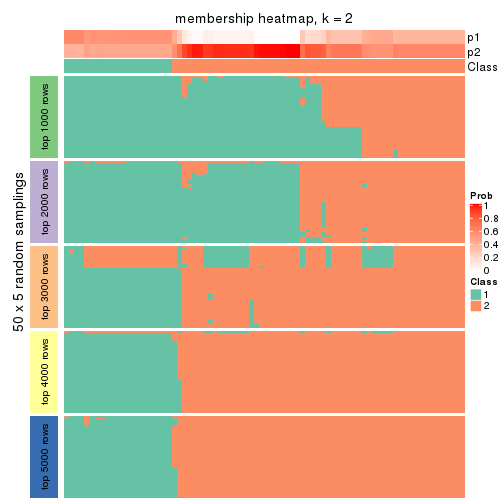 membership heatmap, k = 2
p1
p2
Class
50 x 5 random samplings
top 1000 rows
top 2000 rows
top 3000 rows
top 4000 rows
top 5000 rows
Prob
1
0.8
0.6
0.4
0.2
0
Class
1
2